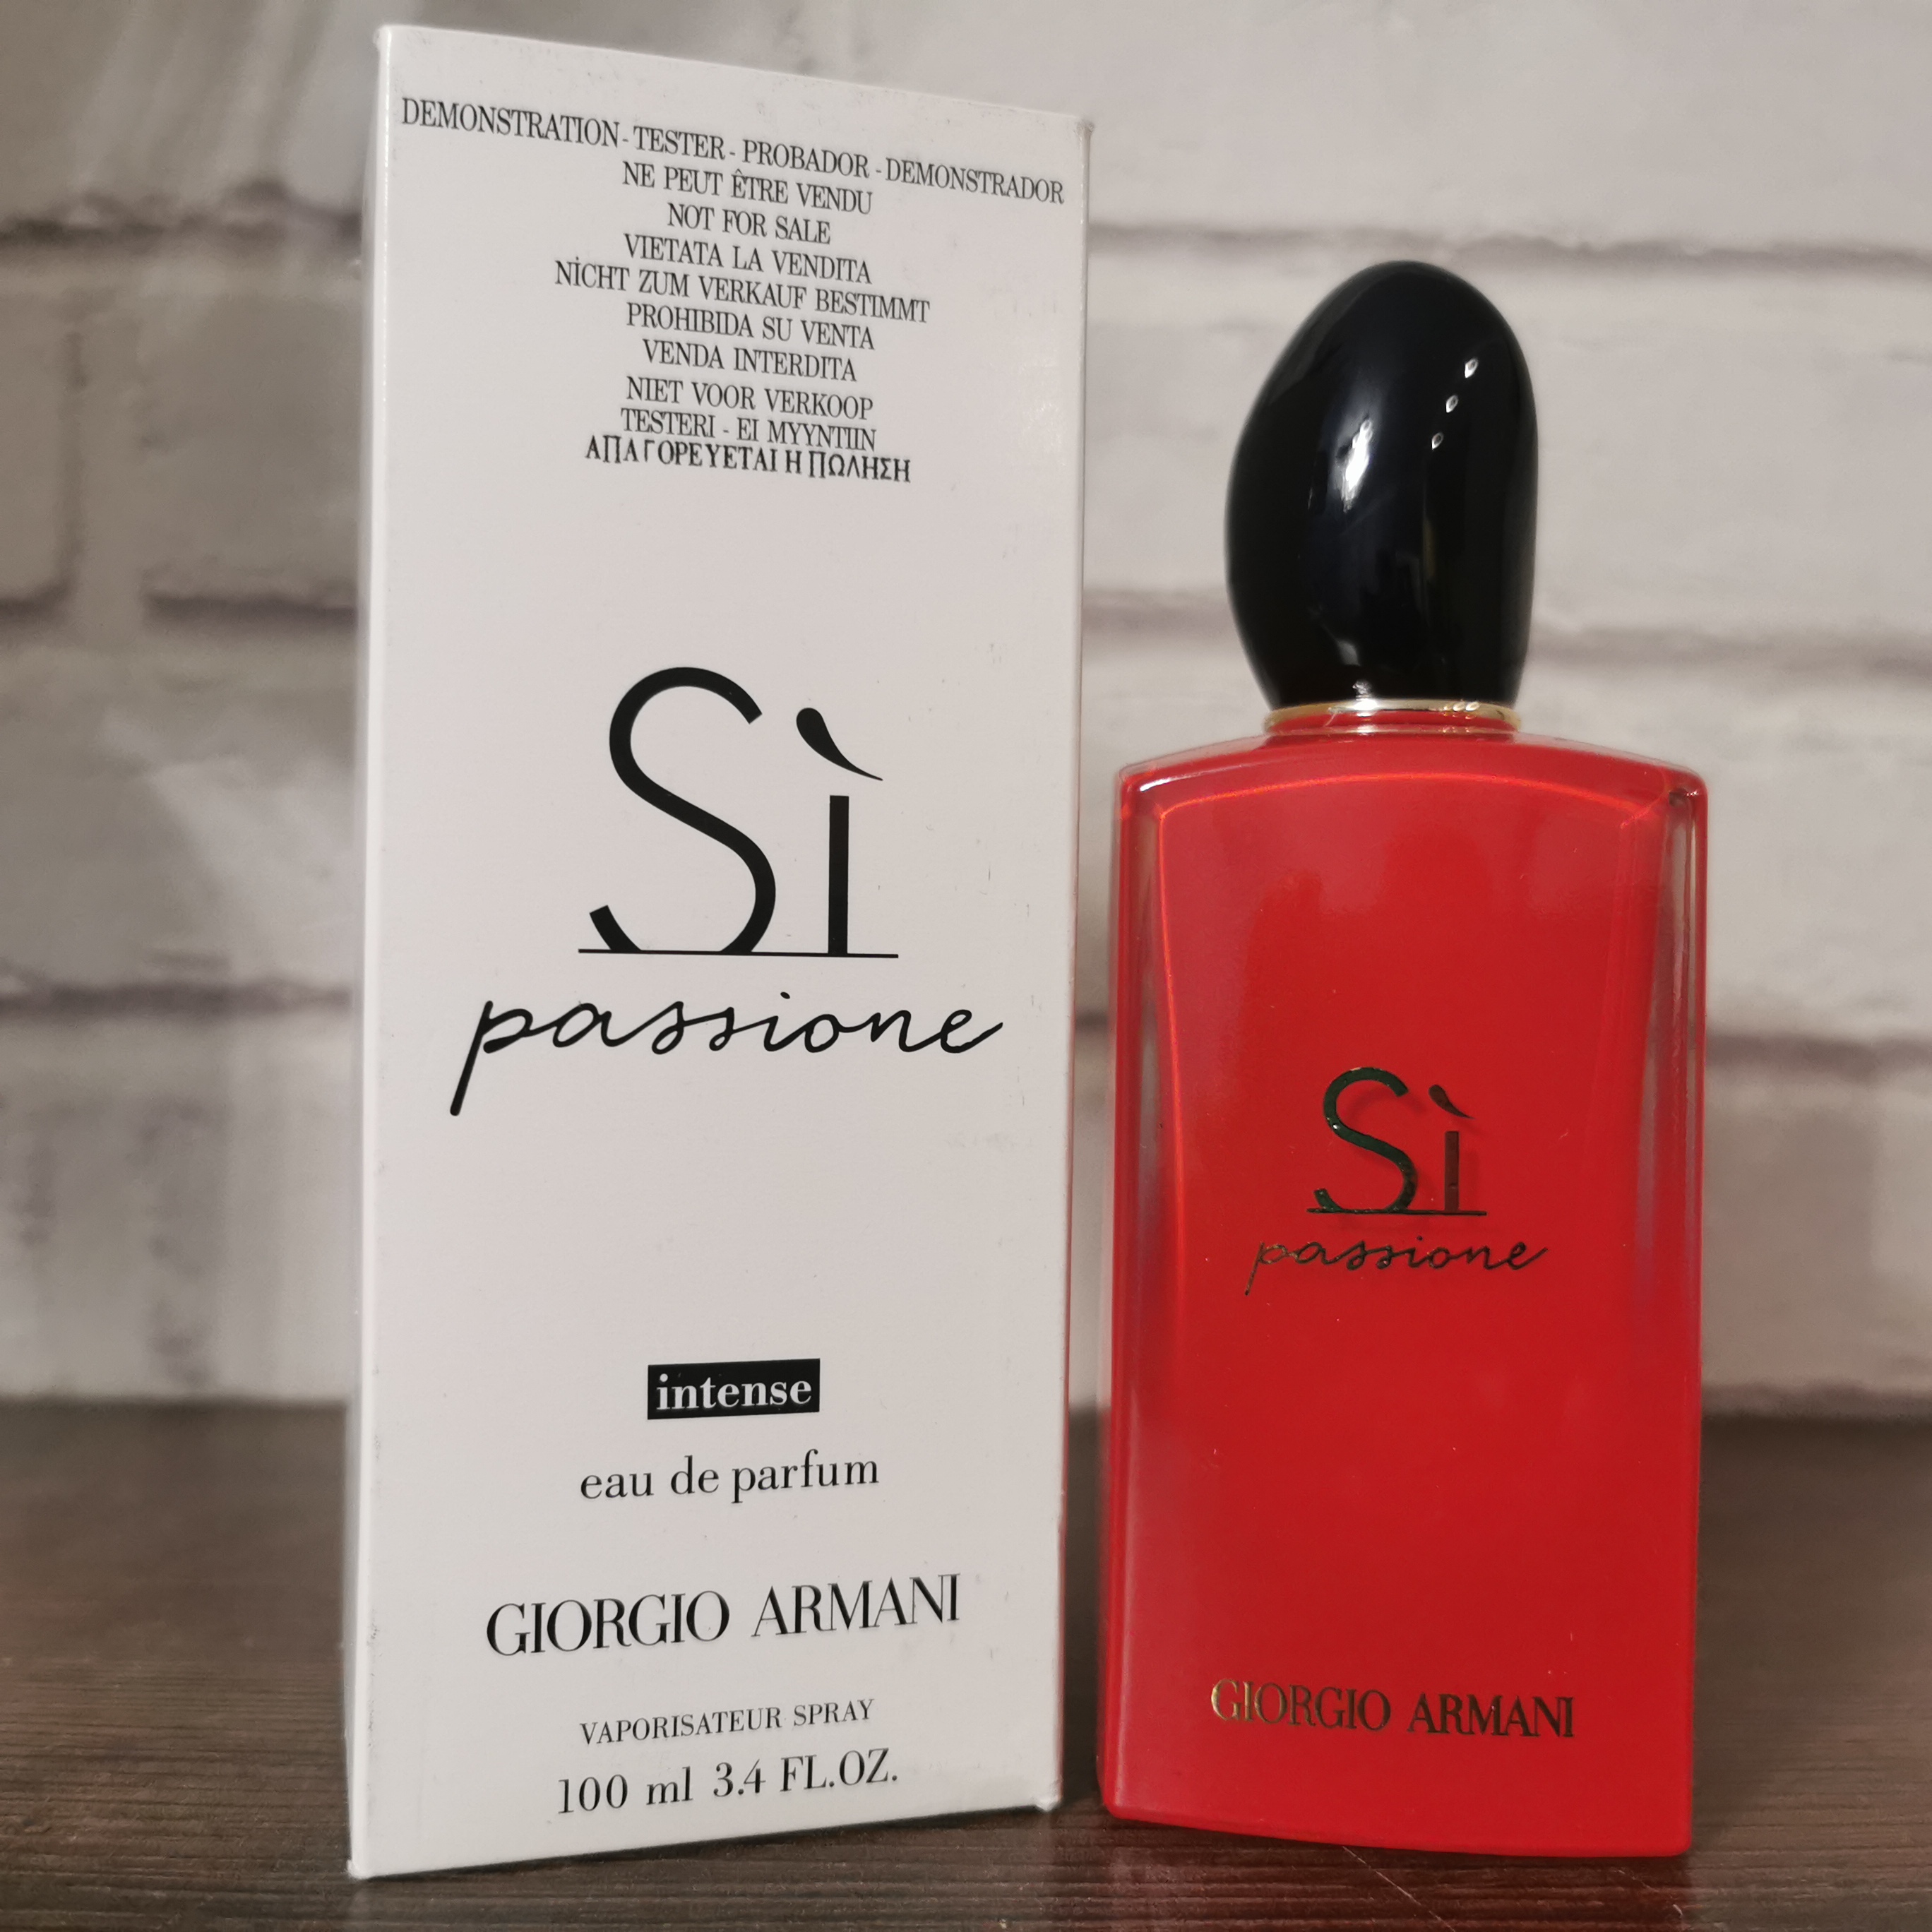 DEMONSTRATION - TESTER - PROBADOR - DEMONSTRADOR
NE PEUT ÊTRE VENDU
NOT FOR SALE
VIETATA LA VENDITA
NİCHT ZUM VERKAUF BESTIMMT
PROHIBIDA SU VENTA
VENDA INTERDITA
NIET VOOR VERKOOP
TESTERI - EI MYYNTIIN
ΑΠΑΓΟΡΕΥΕΤΑΙ Η ΠΩΛΗΣΗ
Sì
passione
intense
eau de parfum
GIORGIO ARMANI
VAPORISATEUR SPRAY
100 ml 3.4 FL.OZ.
Sì
passione
GIORGIO ARMANI